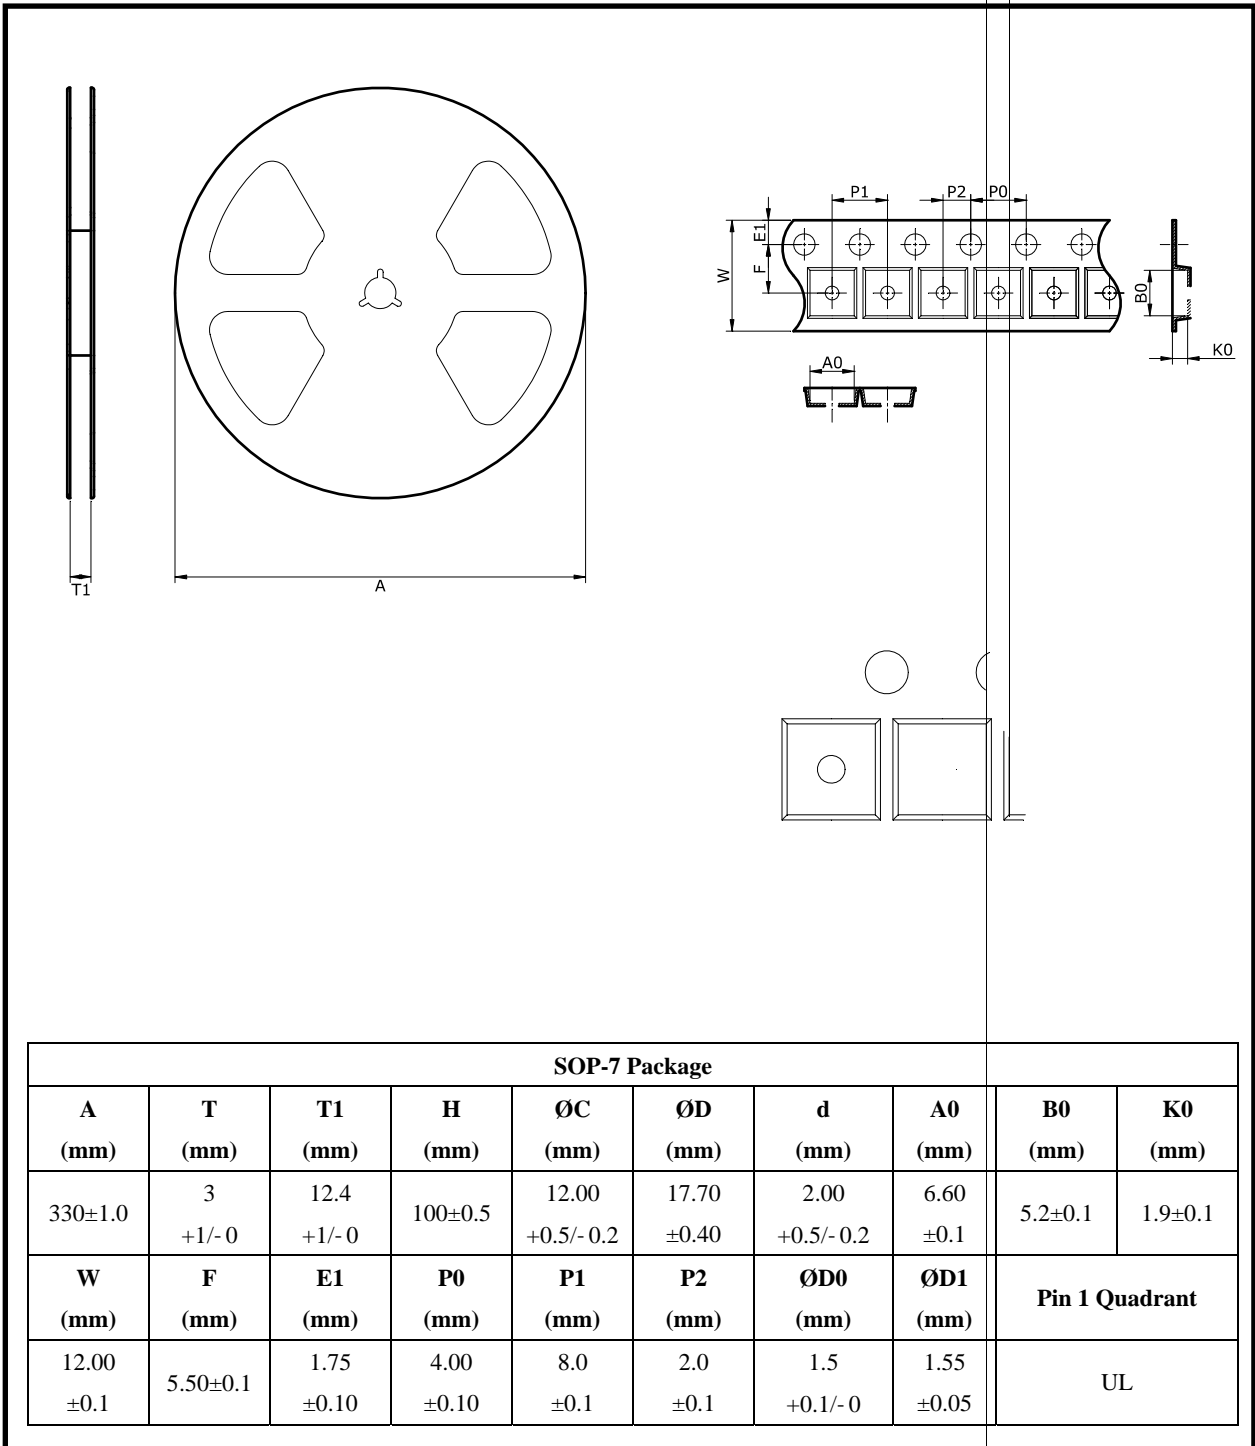 P1 P2 P0
E1
W F
B0
K0
A0
T1
A
SOP-7 Package
A T T1 H ØC ØD d A0 B0 K0
(mm) (mm) (mm) (mm) (mm) (mm) (mm) (mm) (mm) (mm)
330±1.0 3 12.4 100±0.5 12.00 17.70 2.00 6.60 5.2±0.1 1.9±0.1
+1/- 0 +1/- 0 +0.5/- 0.2 ±0.40 +0.5/- 0.2 ±0.1
W F E1 P0 P1 P2 ØD0 ØD1 Pin 1 Quadrant
(mm) (mm) (mm) (mm) (mm) (mm) (mm) (mm)
12.00 5.50±0.1 1.75 4.00 8.0 2.0 1.5 1.55 UL
±0.1 ±0.10 ±0.10 ±0.1 ±0.1 +0.1/- 0 ±0.05